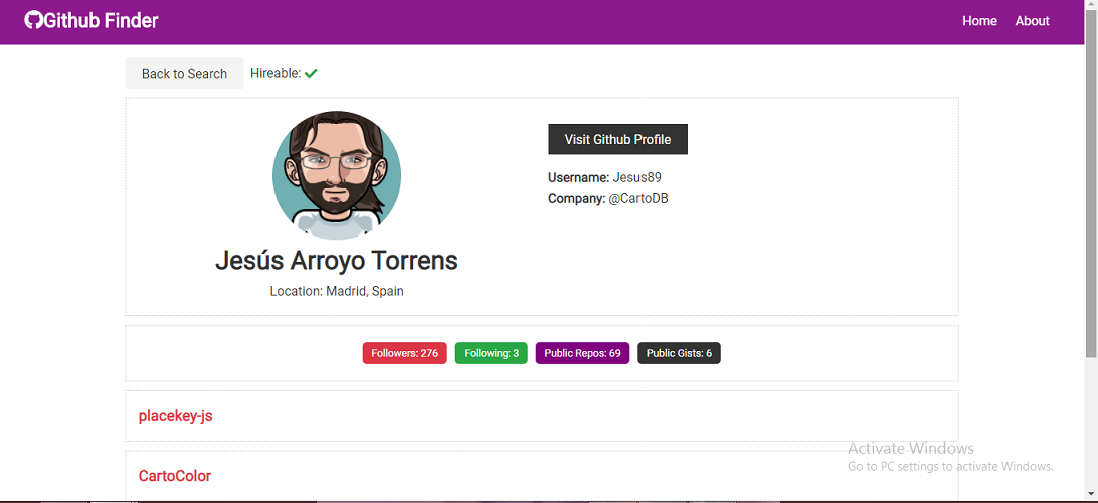 Github Finder
Home About
Back to Search Hireable:
Visit Github Profile
Username: Jesus89
Company: @CartoDB
Jesús Arroyo Torrens
Location: Madrid, Spain
Followers: 276 Following: 3 Public Repos: 69 Public Gists: 6
placekey-js
CartoColor
Activate Windows
Go to PC settings to activate Windows.